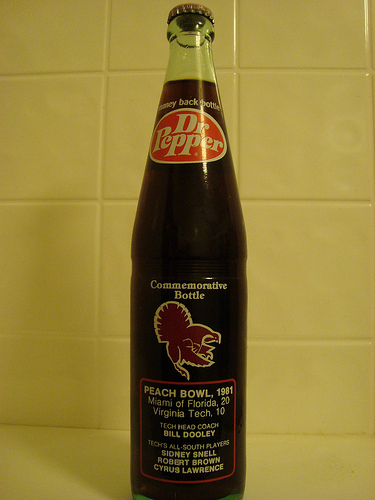 money back bottle
Dr
Pepper
Commemorative
Bottle
PEACH BOWL, 1981
Miami of Florida, 20
Virginia Tech, 10
TECH HEAD COACH
BILL DOOLEY
TECH'S ALL-SOUTH PLAYERS
SIDNEY SNELL
ROBERT BROWN
CYRUS LAWRENCE